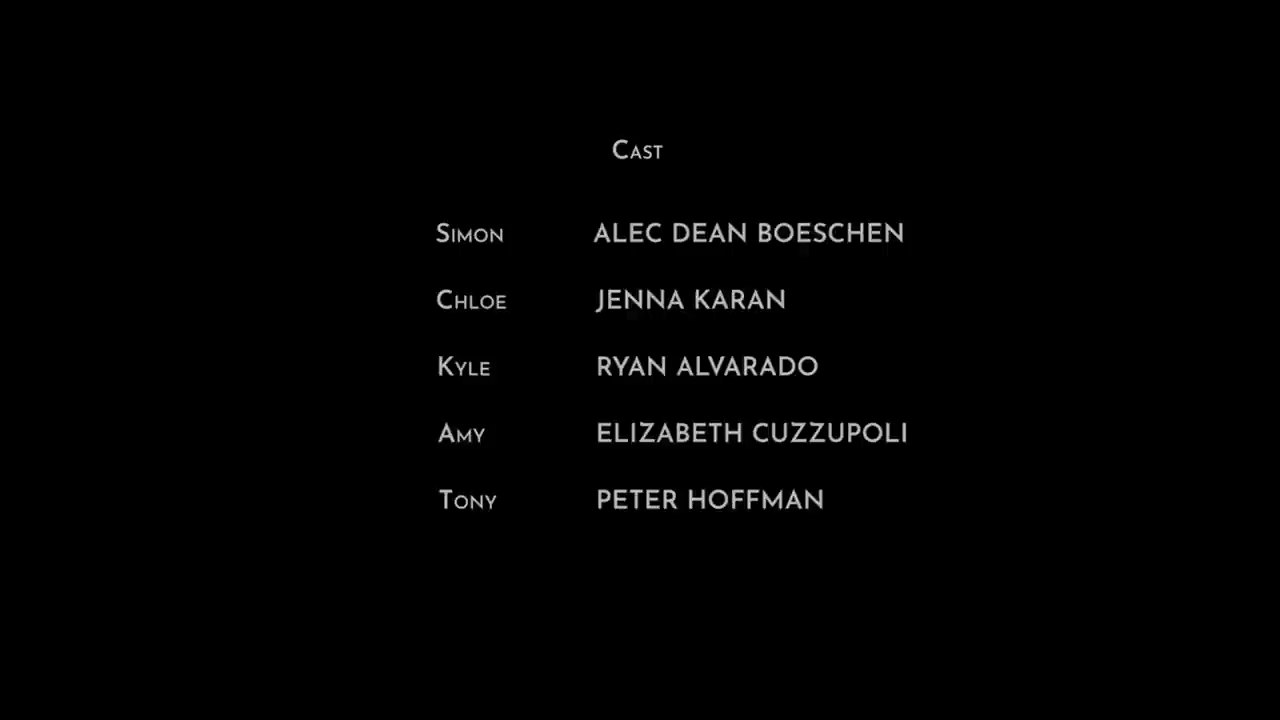 Cast
Simon ALEC DEAN BOESCHEN
Chloe JENNA KARAN
Kyle RYAN ALVARADO
Amy ELIZABETH CUZZUPOLI
Tony PETER HOFFMAN